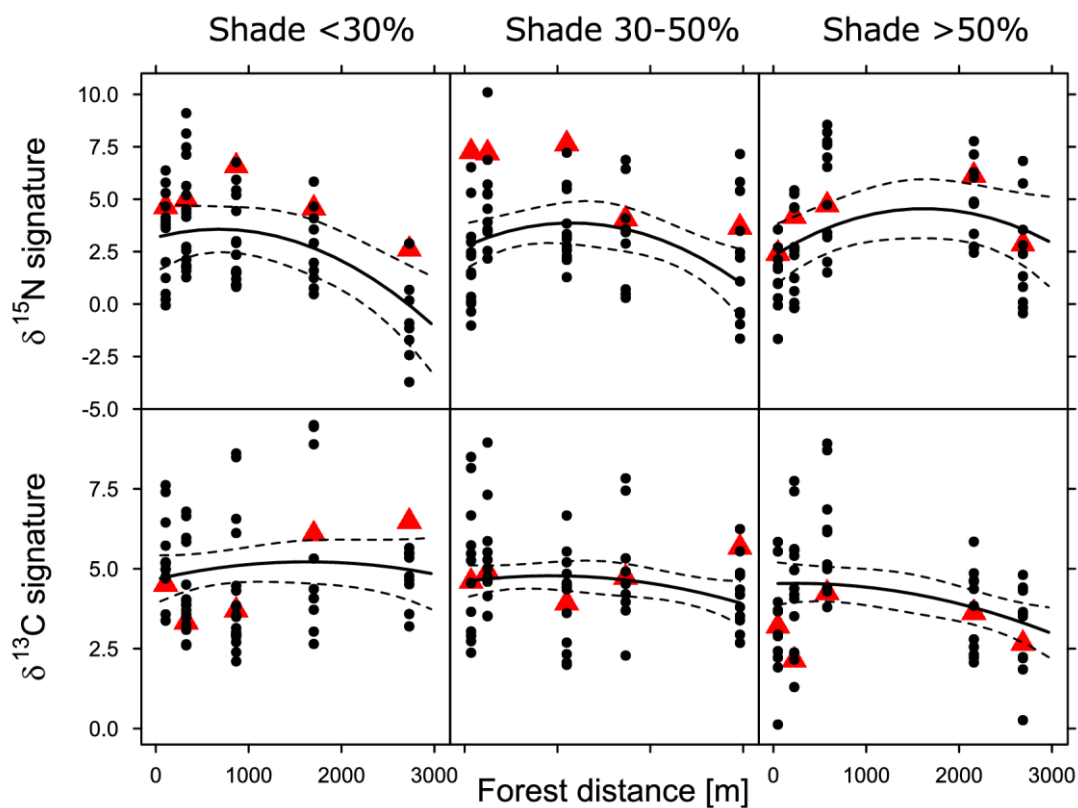 Shade <30% Shade 30-50% Shade >50%
δ ¹⁵N signature
10.0
7.5
5.0
2.5
0.0
-2.5
-5.0
δ ¹³C signature
7.5
5.0
2.5
0.0
0 1000 2000 3000 0 1000 2000 3000
Forest distance [m]